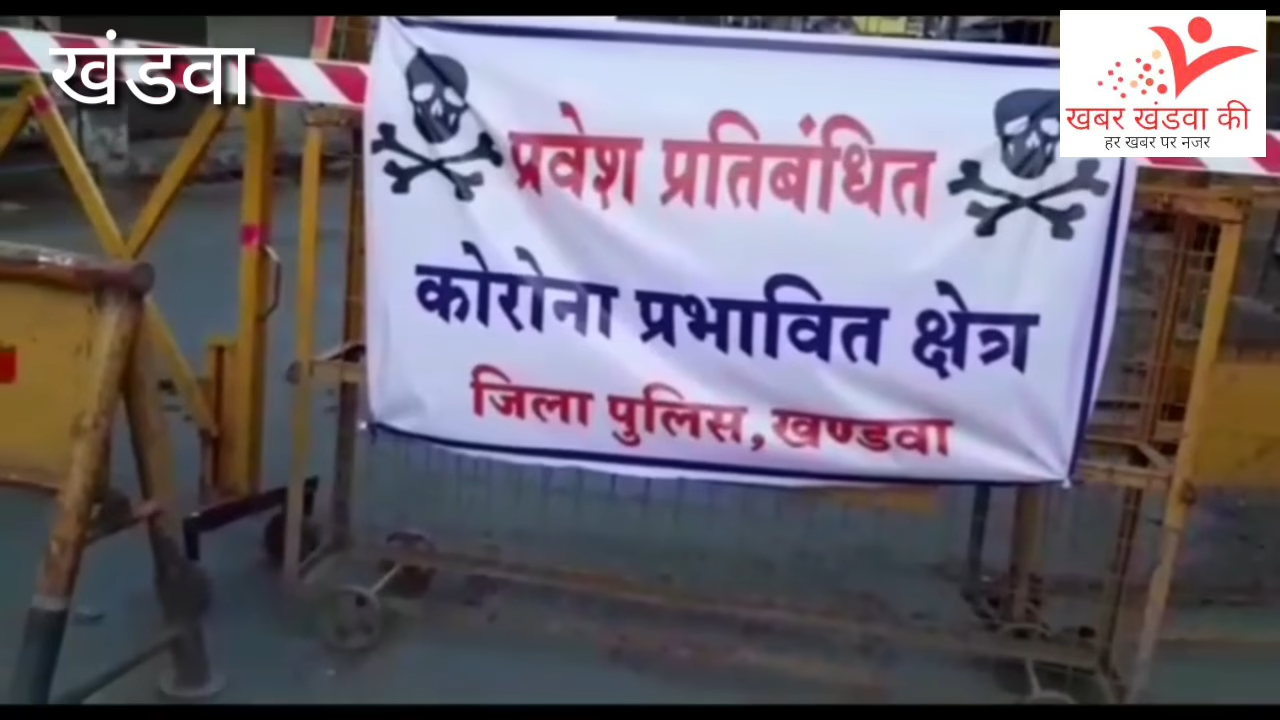 खंडवा
खबर खंडवा की
हर खबर पर नजर
प्रवेश प्रतिबंधित
कोरोना प्रभावित क्षेत्र
जिला पुलिस, खण्डवा